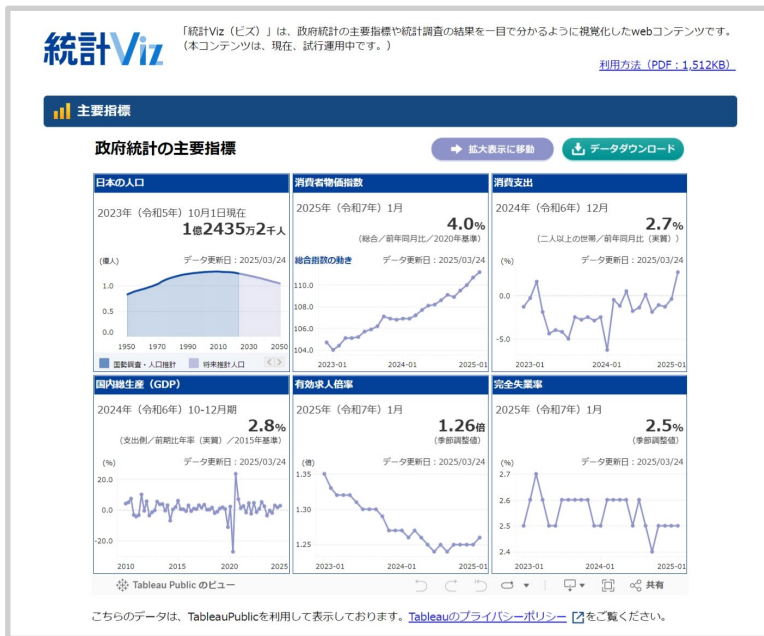 統計Viz
「統計Viz(ビズ)」は、政府統計の主要指標や統計調査の結果を一目で分かるように視覚化したwebコンテンツです。
(本コンテンツは、現在、試行運用中です。)
利用方法(PDF:1,512KB)
主要指標
政府統計の主要指標
拡大表示に移動
データダウンロード
日本の人口
2023年(令和5年)10月1日現在
1億2435万2千人
(億人)
データ更新日:2025/03/24
1.0
0.5
0.0
1950 1970 1990 2010 2030 2050
国勢調査・人口推計 将来推計人口
消費者物価指数
2025年(令和7年)1月
4.0%
(総合/前年同月比/2020年基準)
総合指数の動き データ更新日:2025/03/24
110.0
108.0
106.0
104.0
2023-01 2024-01 2025-01
消費支出
2024年(令和6年)12月
2.7%
(二人以上の世帯/前年同月比(実質))
(%) データ更新日:2025/03/24
0.0
-5.0
2023-01 2024-01 2025-01
国内総生産(GDP)
2024年(令和6年)10-12月期
2.8%
(支出側/前期比年率(実質)/2015年基準)
(%) データ更新日:2025/03/24
20.0
0.0
-20.0
2010 2015 2020 2025
有効求人倍率
2025年(令和7年)1月
1.26倍
(季節調整値)
(倍) データ更新日:2025/03/24
1.35
1.30
1.25
2023-01 2024-01 2025-01
完全失業率
2025年(令和7年)1月
2.5%
(季節調整値)
(%) データ更新日:2025/03/24
2.7
2.6
2.5
2.4
2023-01 2024-01 2025-01
Tableau Public のビュー
共有
こちらのデータは、TableauPublicを利用して表示しております。Tableauのプライバシーポリシー をご覧ください。